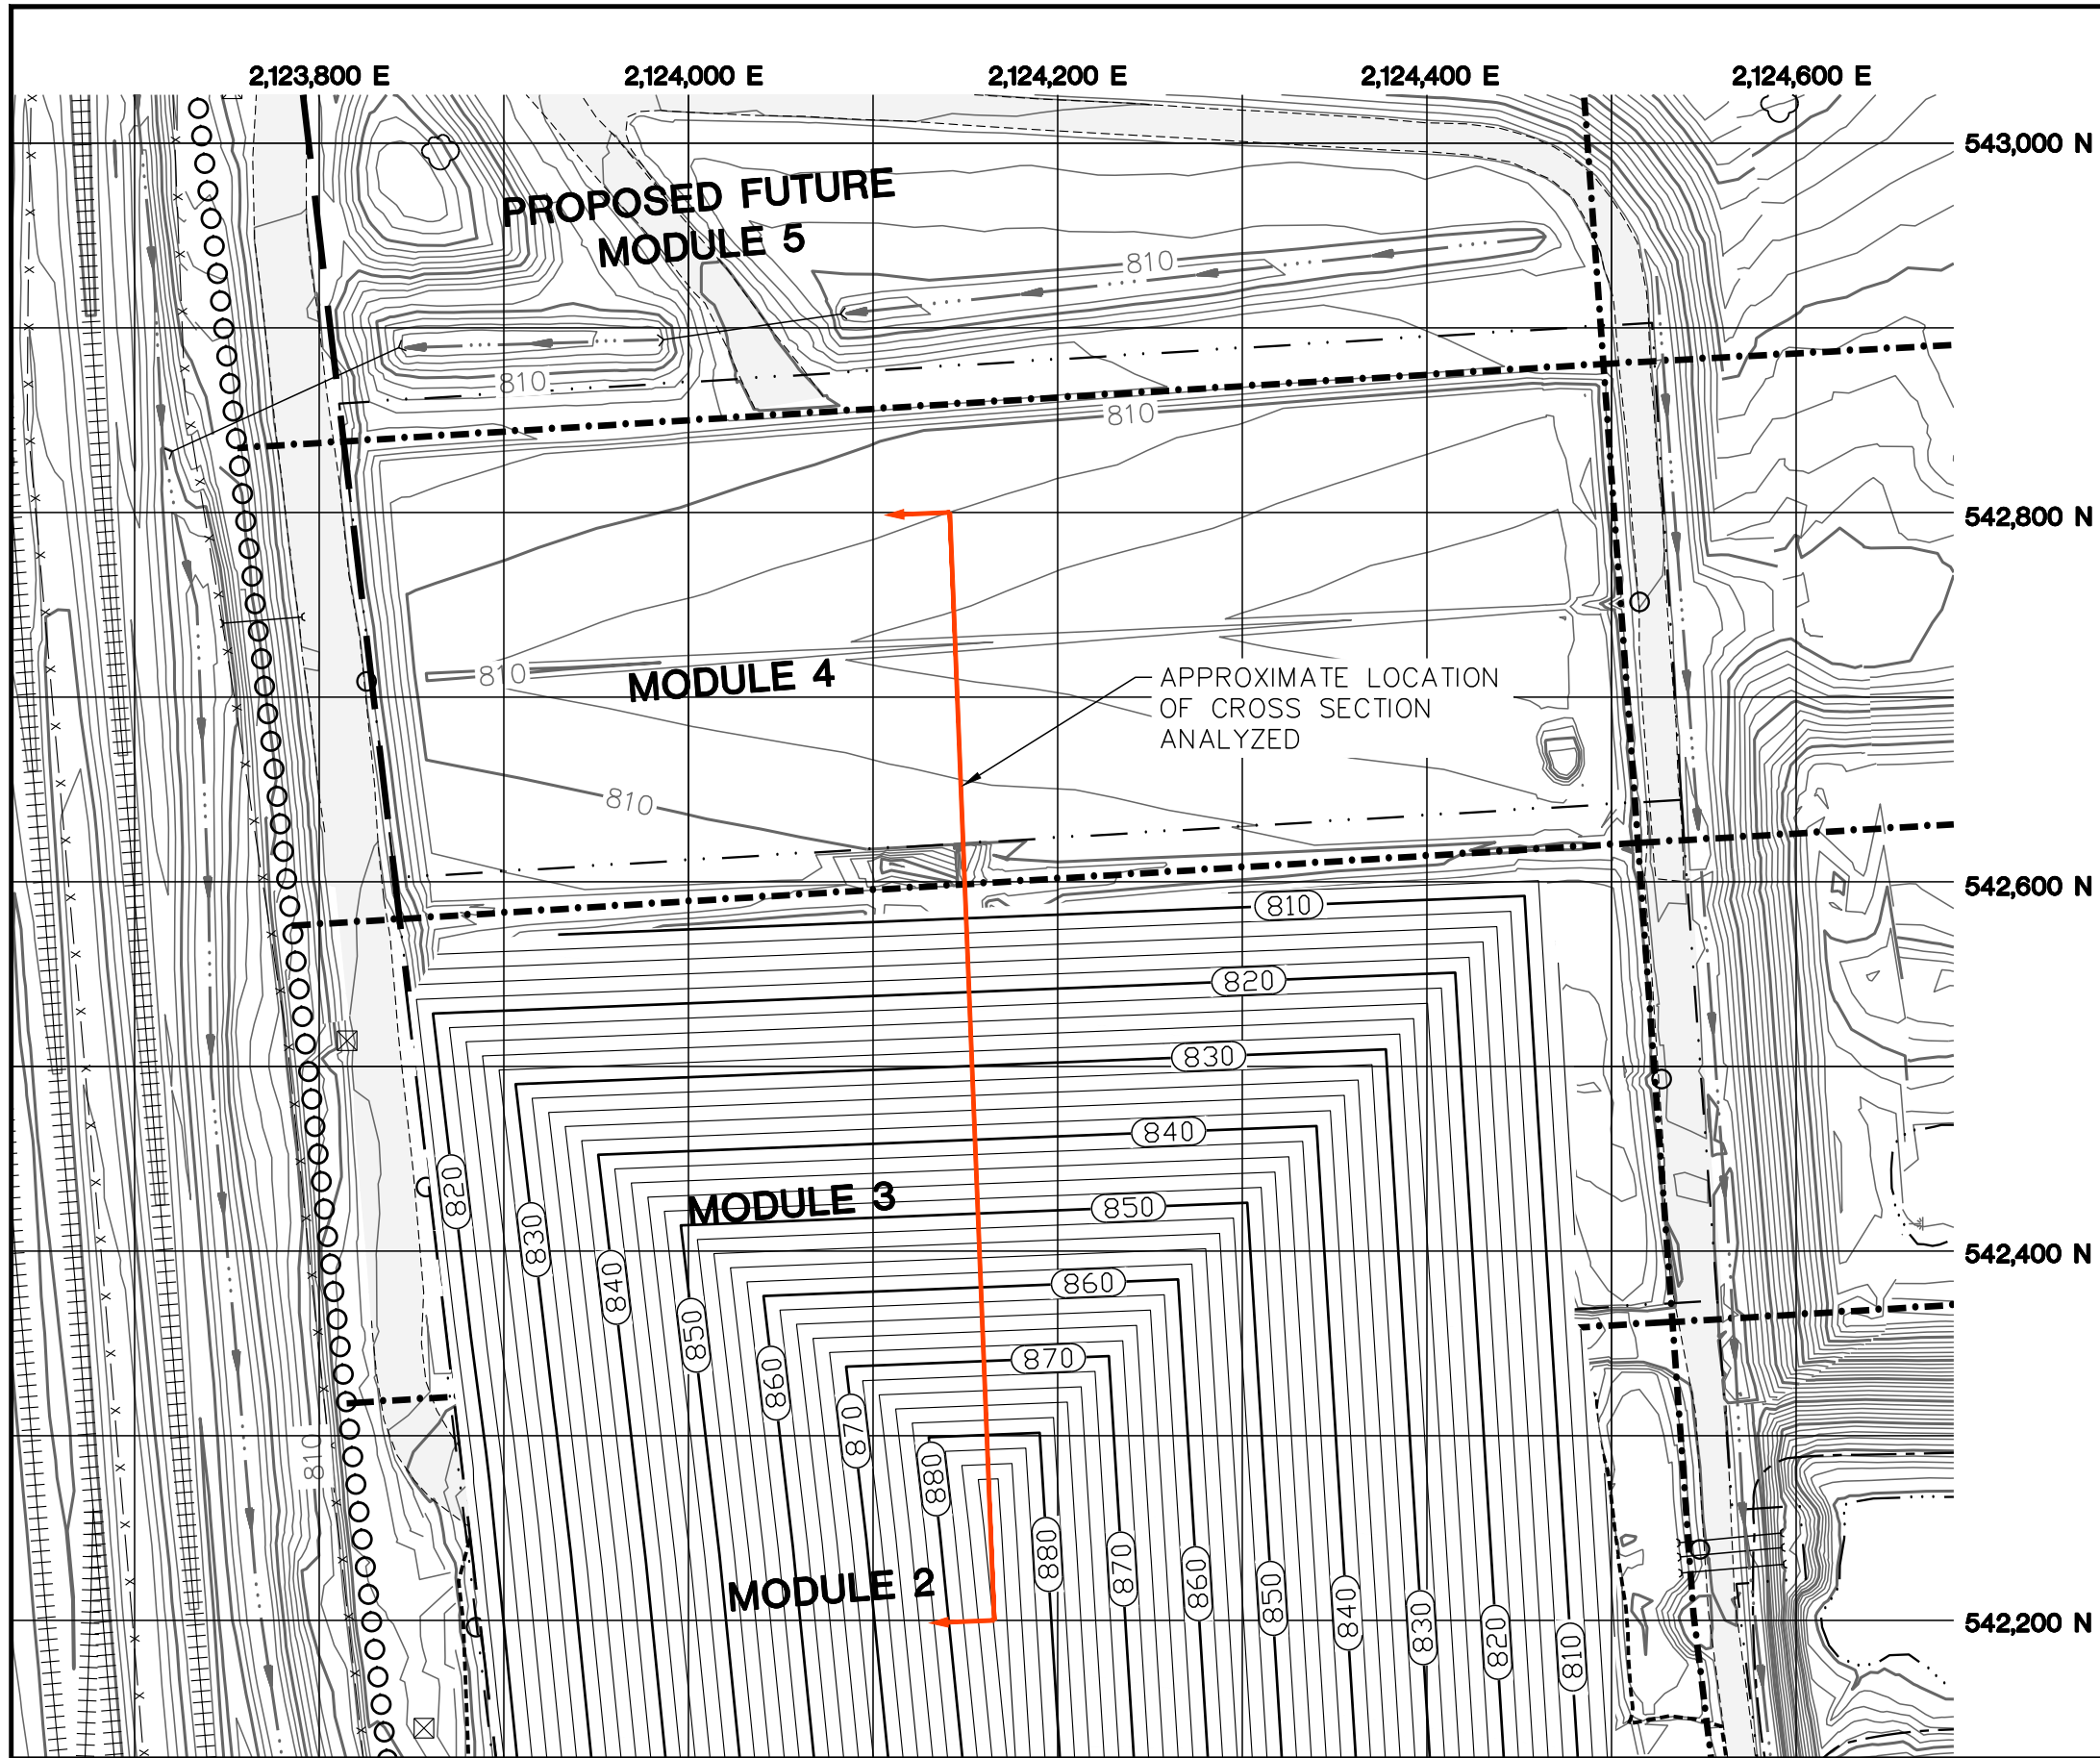 2,123,800 E
2,124,000 E
2,124,200 E
2,124,400 E
2,124,600 E
543,000 N
PROPOSED FUTURE
MODULE 5
810
810
810
542,800 N
810
MODULE 4
APPROXIMATE LOCATION
OF CROSS SECTION
ANALYZED
810
542,600 N
810
820
830
840
820
830
MODULE 3
850
542,400 N
840
860
850
870
860
870
810
880
880
870
860
850
840
830
820
810
MODULE 2
542,200 N